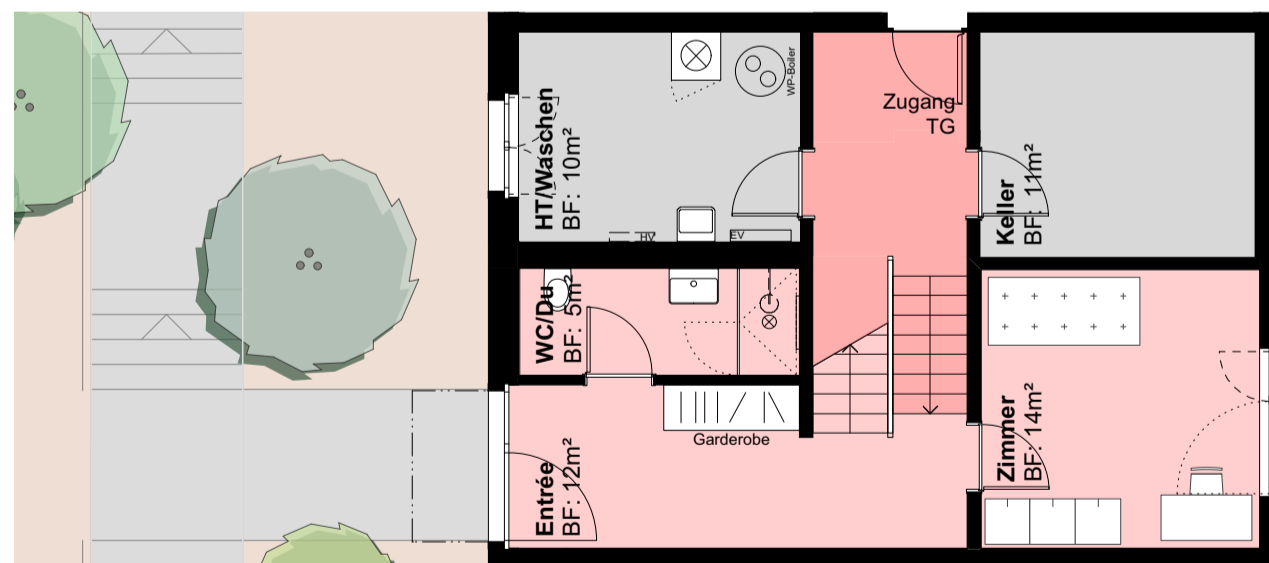 HT/Waschen
BF: 10m²
WP-Boiler
HV
EV
Zugang
TG
Keller
BF: 11m²
WC/Du
BF: 5m²
Garderobe
Entrée
BF: 12m²
Zimmer
BF: 14m²